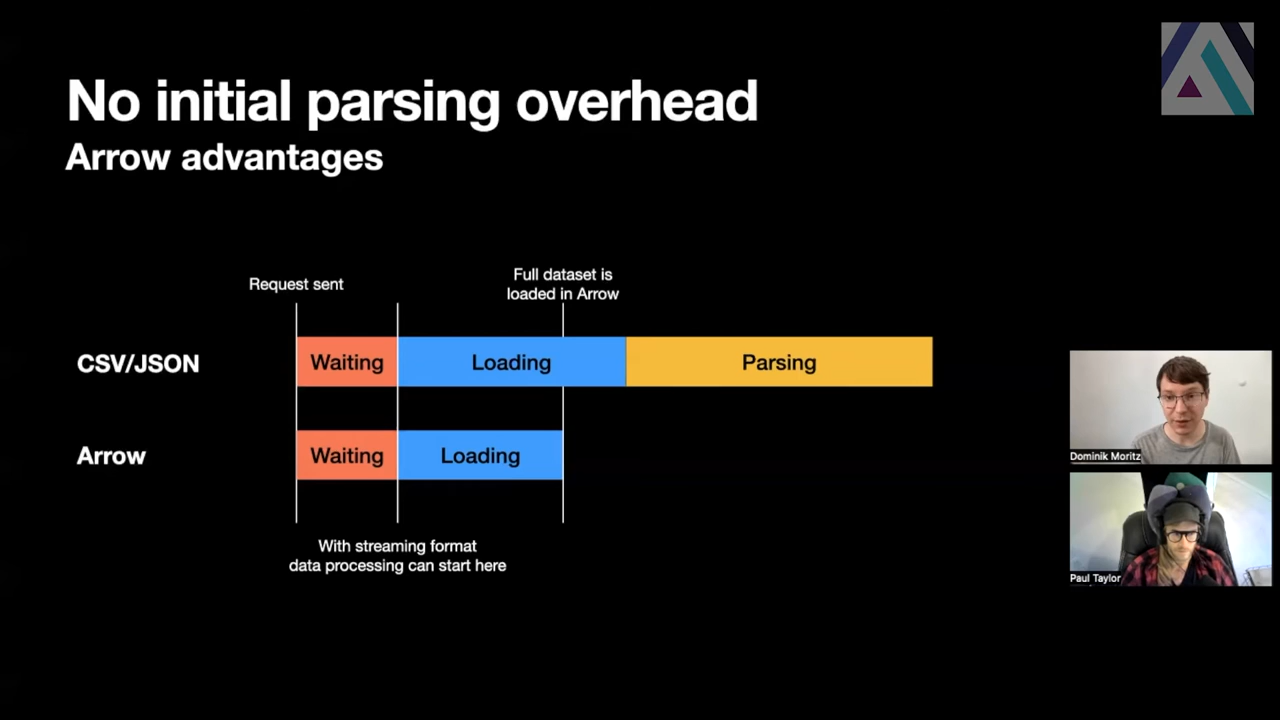 No initial parsing overhead
Arrow advantages
Request sent
Full dataset is
loaded in Arrow
CSV/JSON
Waiting
Loading
Parsing
Arrow
Waiting
Loading
With streaming format
data processing can start here
Dominik Moritz
Paul Taylor